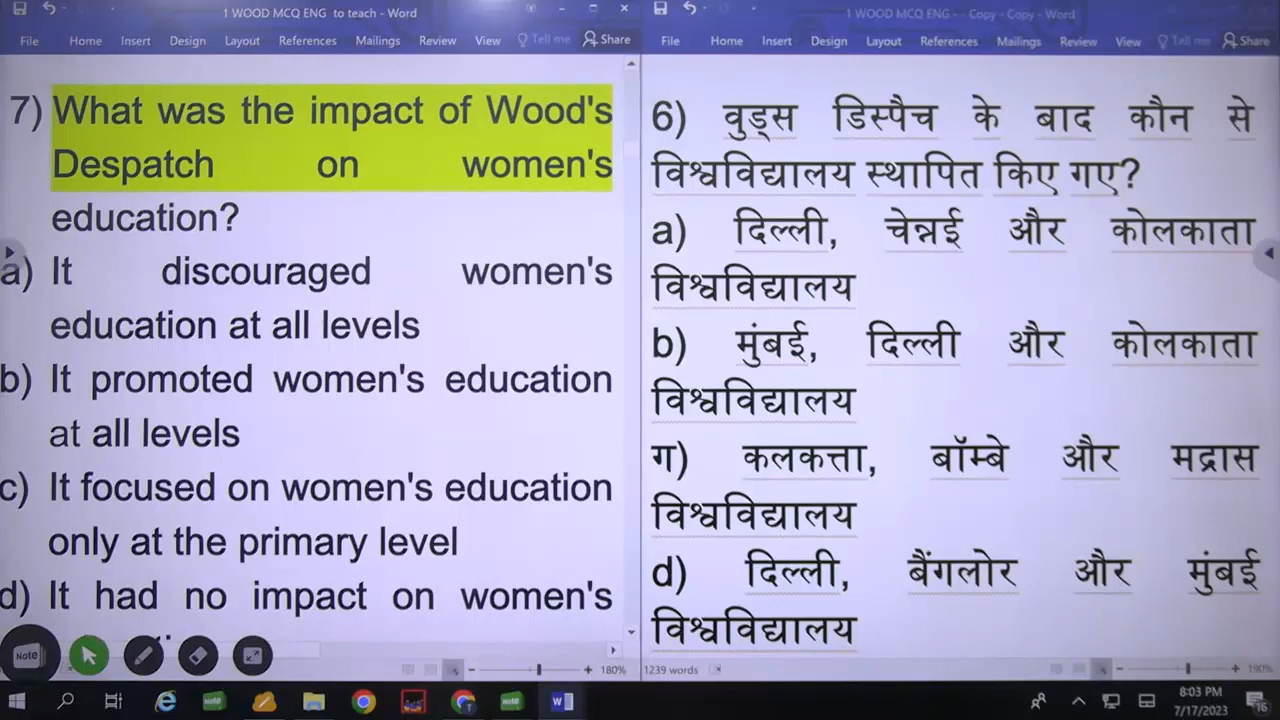 1 WOOD MCQ ENG to teach - Word
File Home Insert Design Layout References Mailings Review View Tell me Share
7) What was the impact of Wood's
Despatch on women's
education?
a) It discouraged women's
education at all levels
b) It promoted women's education
at all levels
c) It focused on women's education
only at the primary level
d) It had no impact on women's
Note
180%
1 WOOD MCQ ENG - - Copy - Copy - Word
File Home Insert Design Layout References Mailings Review View Tell me Share
6) वुड्स डिस्पैच के बाद कौन से
विश्वविद्यालय स्थापित किए गए?
a) दिल्ली, चेन्नई और कोलकाता
विश्वविद्यालय
b) मुंबई, दिल्ली और कोलकाता
विश्वविद्यालय
ग) कलकत्ता, बॉम्बे और मद्रास
विश्वविद्यालय
d) दिल्ली, बैंगलोर और मुंबई
विश्वविद्यालय
1239 words
190%
8:03 PM
7/17/2023
16